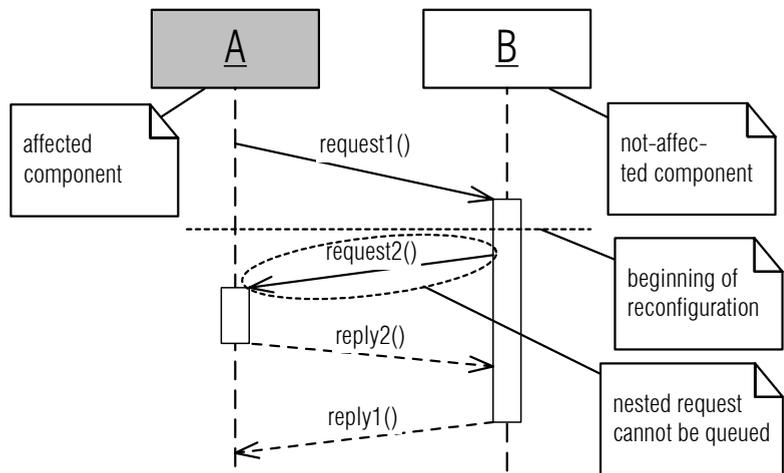 A
B
affected
component
request1()
not-affec-
ted component
request2()
beginning of
reconfiguration
reply2()
reply1()
nested request
cannot be queued